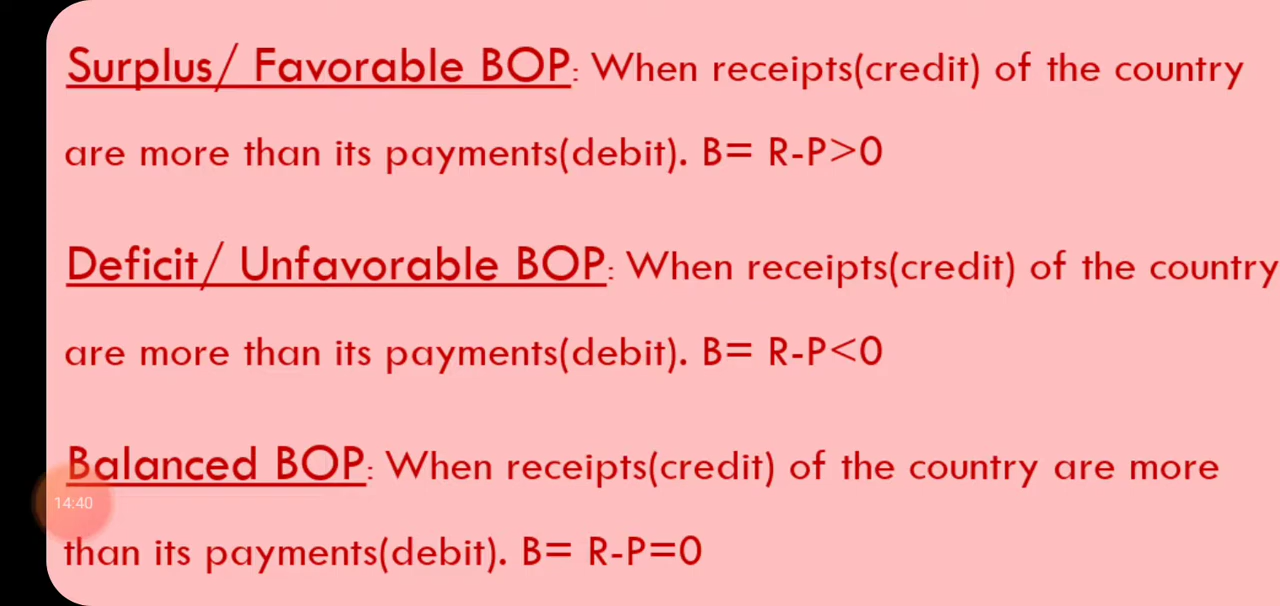 Surplus/ Favorable BOP: When receipts(credit) of the country
are more than its payments(debit). B= R-P>0
Deficit/ Unfavorable BOP: When receipts(credit) of the country
are more than its payments(debit). B= R-P<0
Balanced BOP: When receipts(credit) of the country are more
14:40
than its payments(debit). B= R-P=0